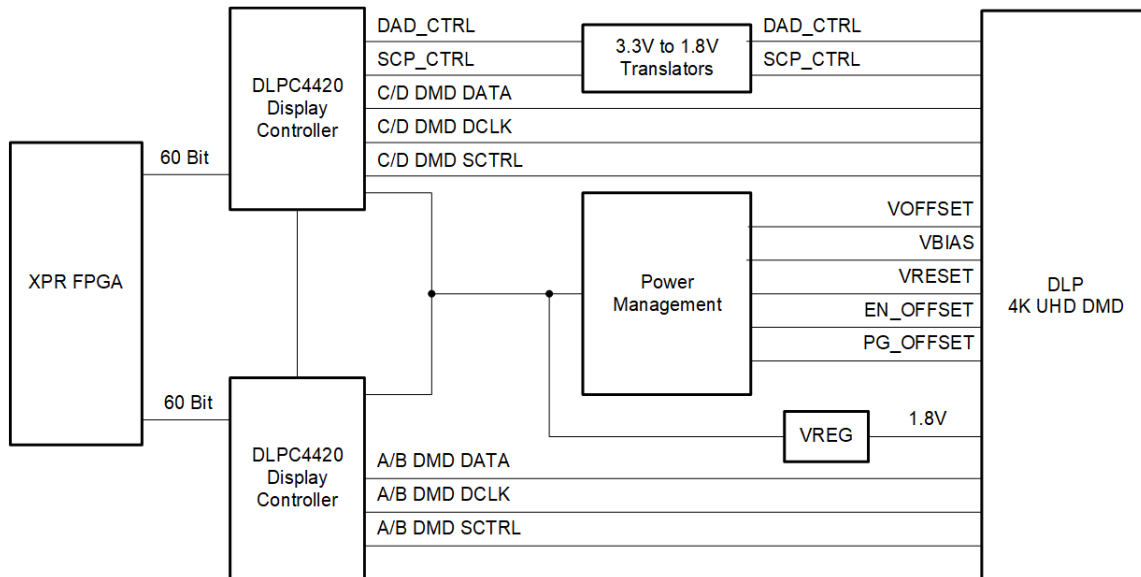 DAD_CTRL
SCP_CTRL
3.3V to 1.8V
Translators
DAD_CTRL
SCP_CTRL
DLPC4420
Display
Controller
C/D DMD DATA
C/D DMD DCLK
C/D DMD SCTRL
60 Bit
XPR FPGA
Power
Management
VOFFSET
VBIAS
VRESET
EN_OFFSET
PG_OFFSET
DLP
4K UHD DMD
60 Bit
DLPC4420
Display
Controller
VREG
1.8V
A/B DMD DATA
A/B DMD DCLK
A/B DMD SCTRL